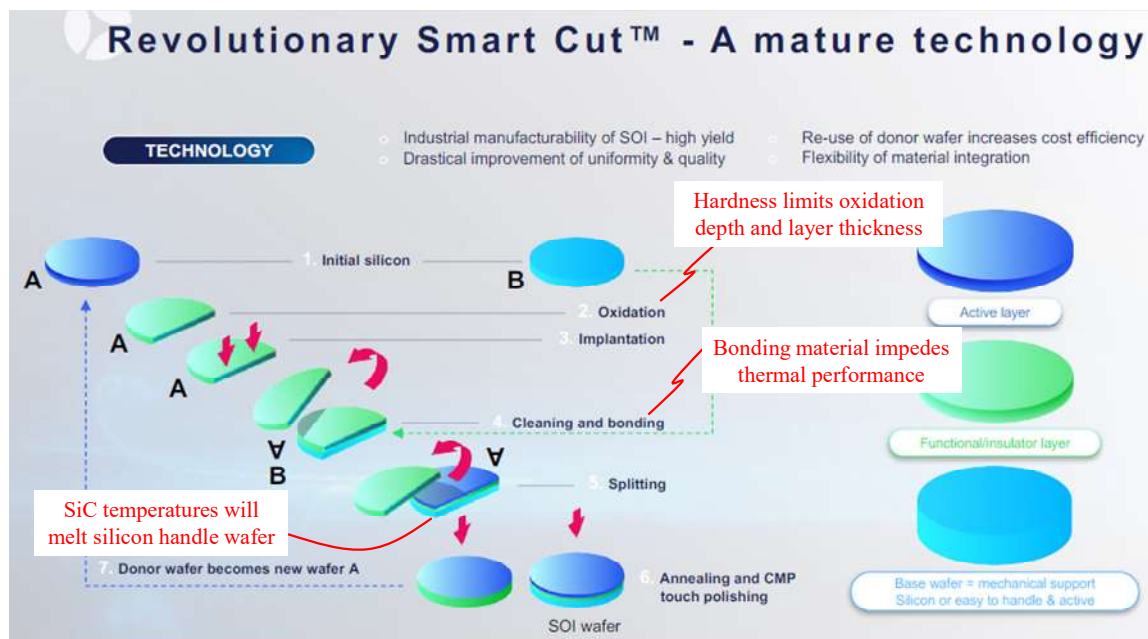 Revolutionary Smart Cut™ - A mature technology
TECHNOLOGY
Industrial manufacturability of SOI – high yield
Drastical improvement of uniformity & quality
Re-use of donor wafer increases cost efficiency
Flexibility of material integration
Hardness limits oxidation
depth and layer thickness
A
1. Initial silicon
B
A
2. Oxidation
Active layer
A
3. Implantation
Bonding material impedes
thermal performance
A
B
4. Cleaning and bonding
Functional/insulator layer
A
5. Splitting
SiC temperatures will
melt silicon handle wafer
7. Donor wafer becomes new wafer A
6. Annealing and CMP
touch polishing
Base wafer = mechanical support
Silicon or easy to handle & active
SOI wafer